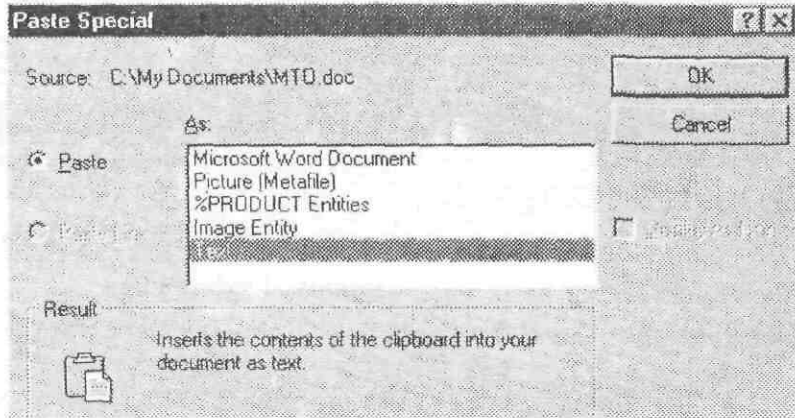 Paste Special
Source: C:\My Documents\MTO.doc
OK
As:
Cancel
Paste
Microsoft Word Document
Picture (Metafile)
%PRODUCT Entities
Image Entity
Text
Result
Inserts the contents of the clipboard into your
document as text.